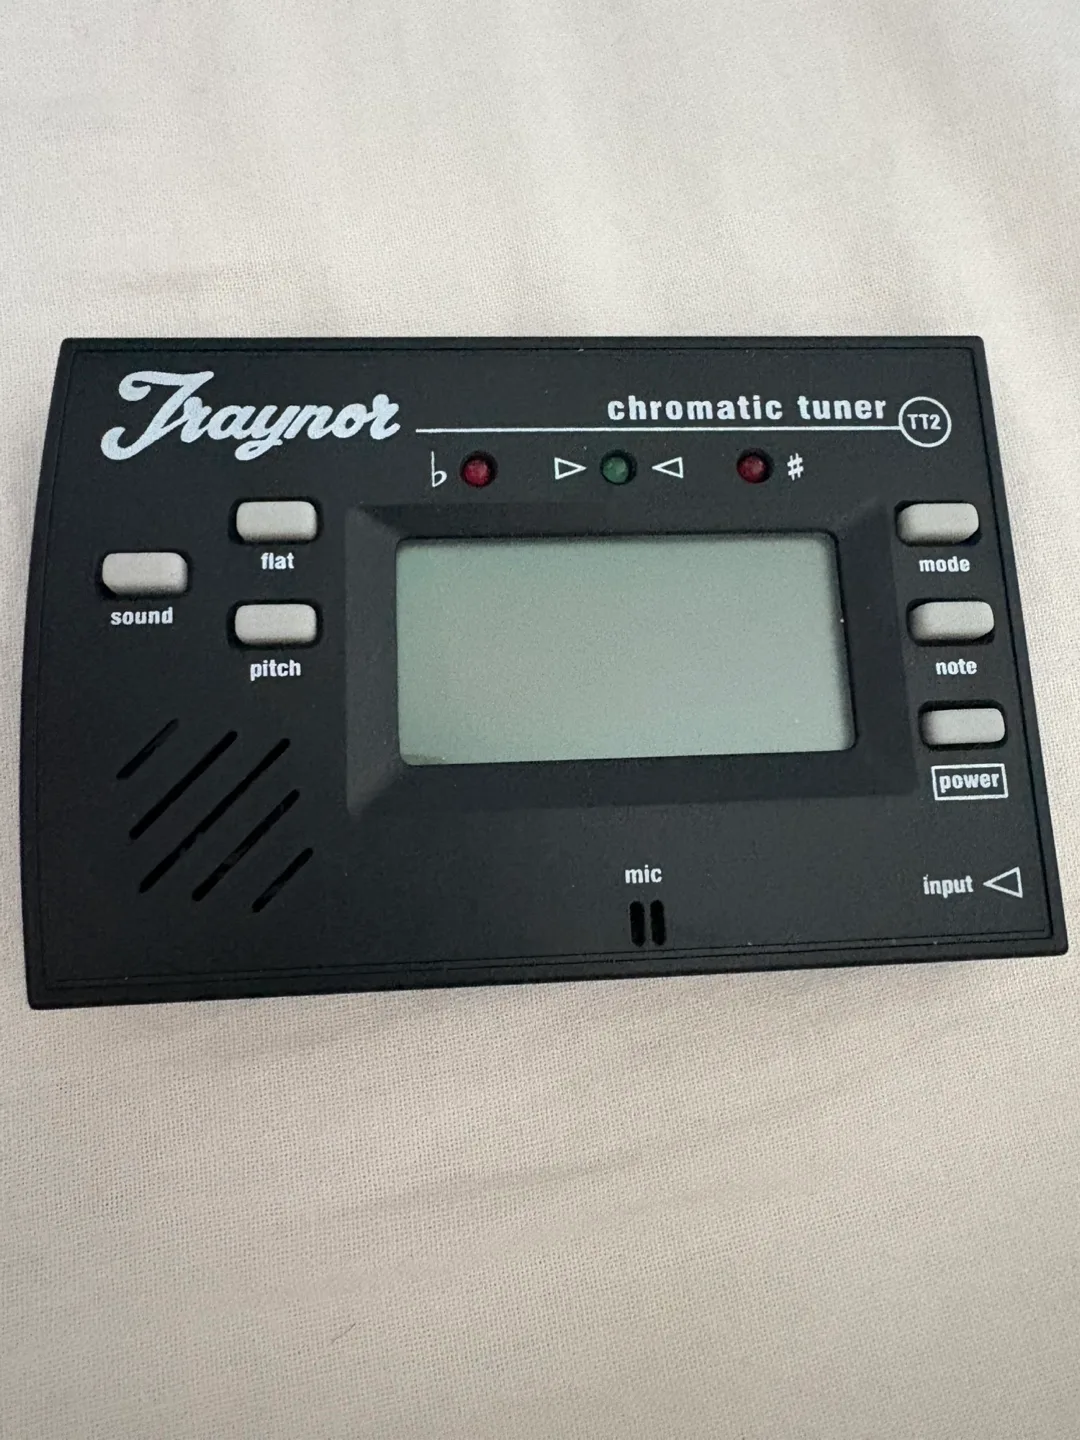 Traynor
chromatic tuner TT2
♭ ▷ ◁ ♯
flat
mode
sound
pitch
note
power
mic
input ◁